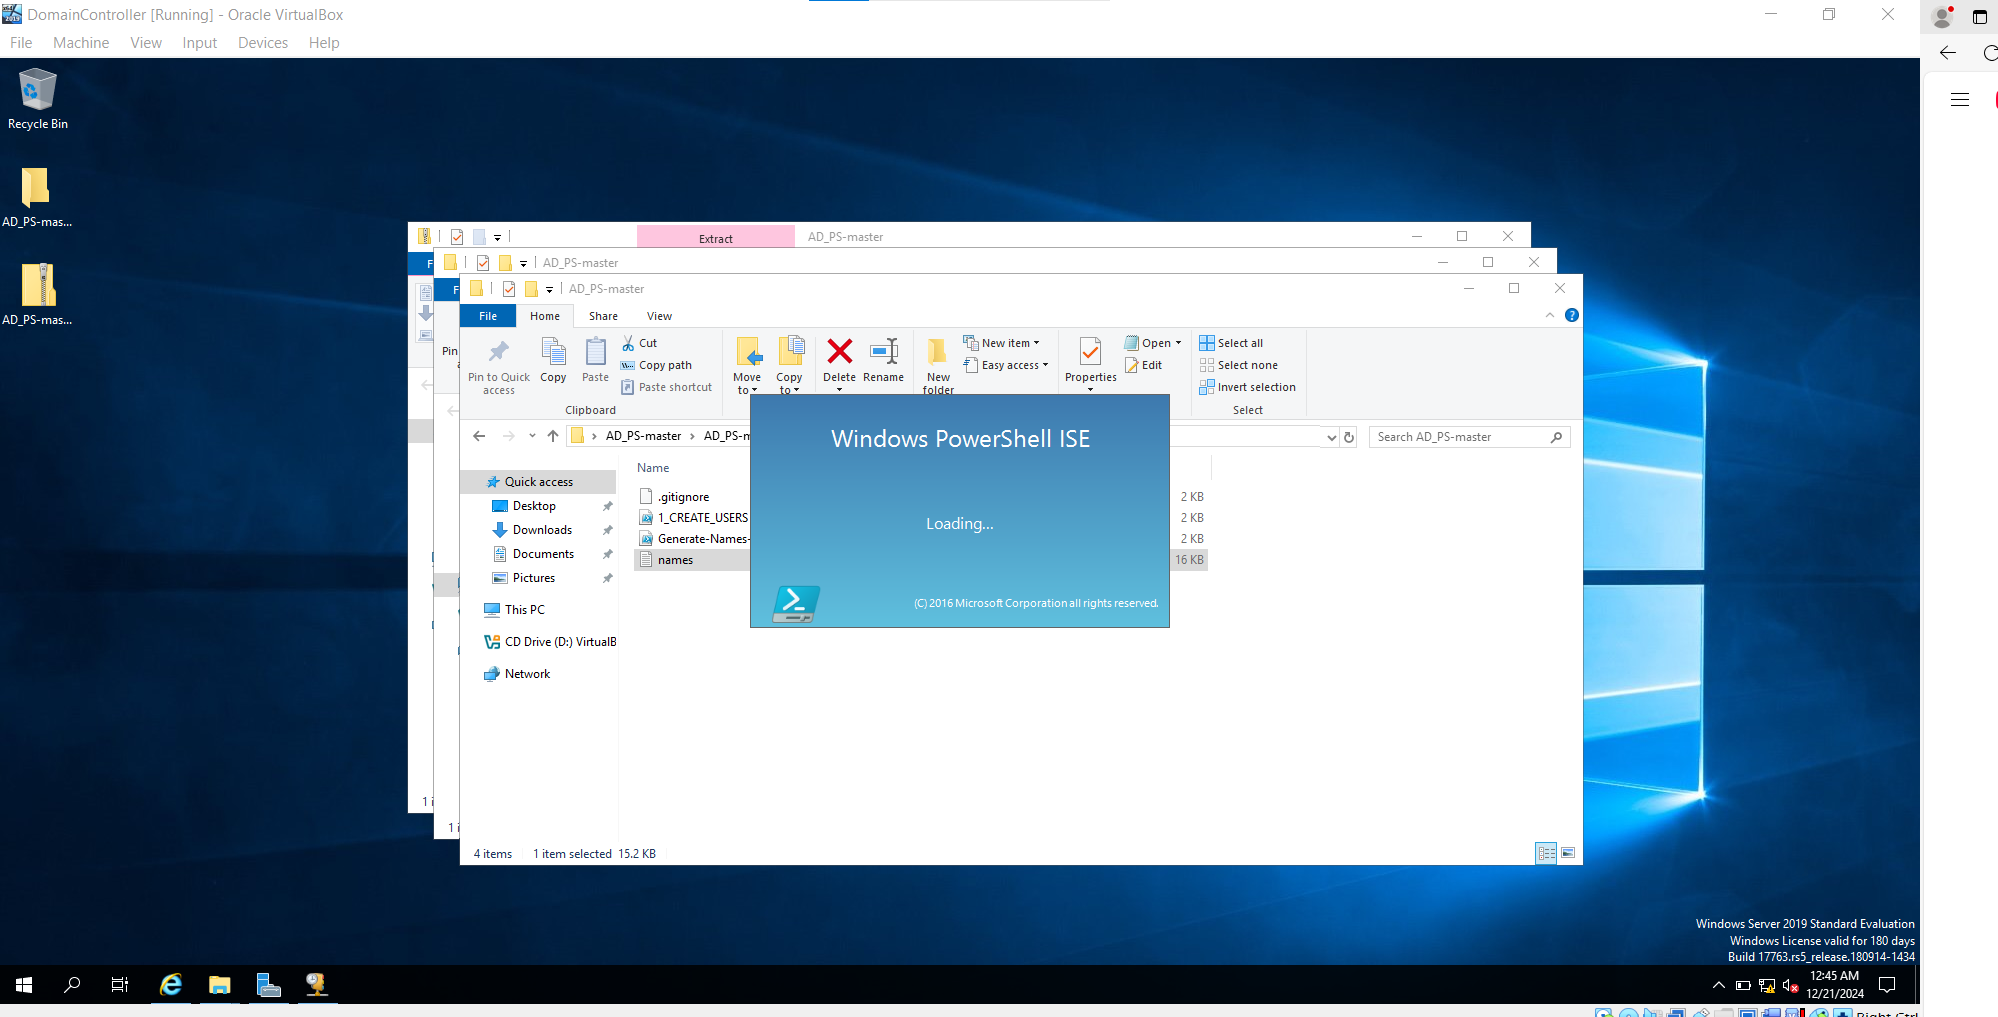 DomainController [Running] - Oracle VirtualBox
File Machine View Input Devices Help
Recycle Bin
AD_PS-mas...
AD_PS-mas...
Extract AD_PS-master
F AD_PS-master
F AD_PS-master
File Home Share View
Pin to Quick access Copy Paste Cut Copy path Paste shortcut
Clipboard
Move to Copy to Delete Rename New folder
New item Easy access
Properties Open Edit
Select all Select none Invert selection
Select
Pin
AD_PS-master AD_PS-m
Search AD_PS-master
Windows PowerShell ISE
Loading...
(C) 2016 Microsoft Corporation all rights reserved.
Name
Quick access
Desktop
Downloads
Documents
Pictures
This PC
CD Drive (D:) VirtualB
Network
.gitignore 2 KB
1_CREATE_USERS 2 KB
Generate-Names- 2 KB
names 16 KB
1 i
1 i
4 items 1 item selected 15.2 KB
Windows Server 2019 Standard Evaluation
Windows License valid for 180 days
Build 17763.rs5_release.180914-1434
12:45 AM
12/21/2024
Right Ctrl